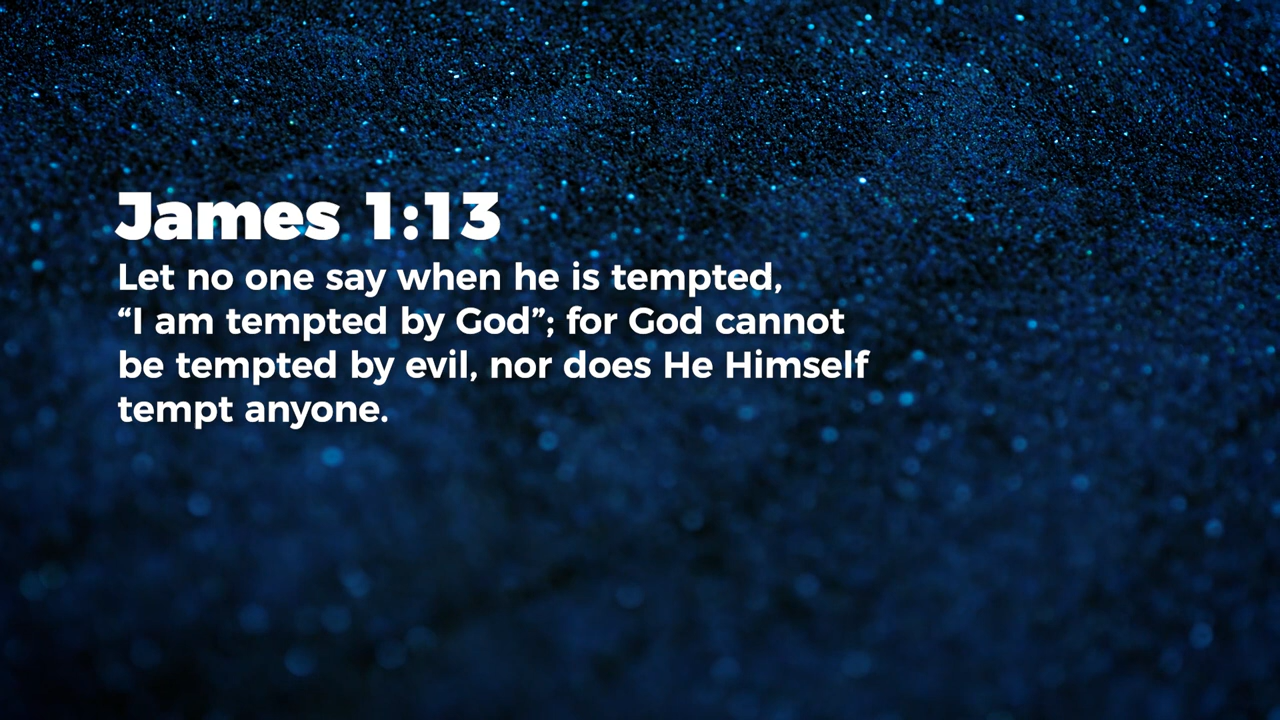 James 1:13
Let no one say when he is tempted,
“I am tempted by God”; for God cannot
be tempted by evil, nor does He Himself
tempt anyone.